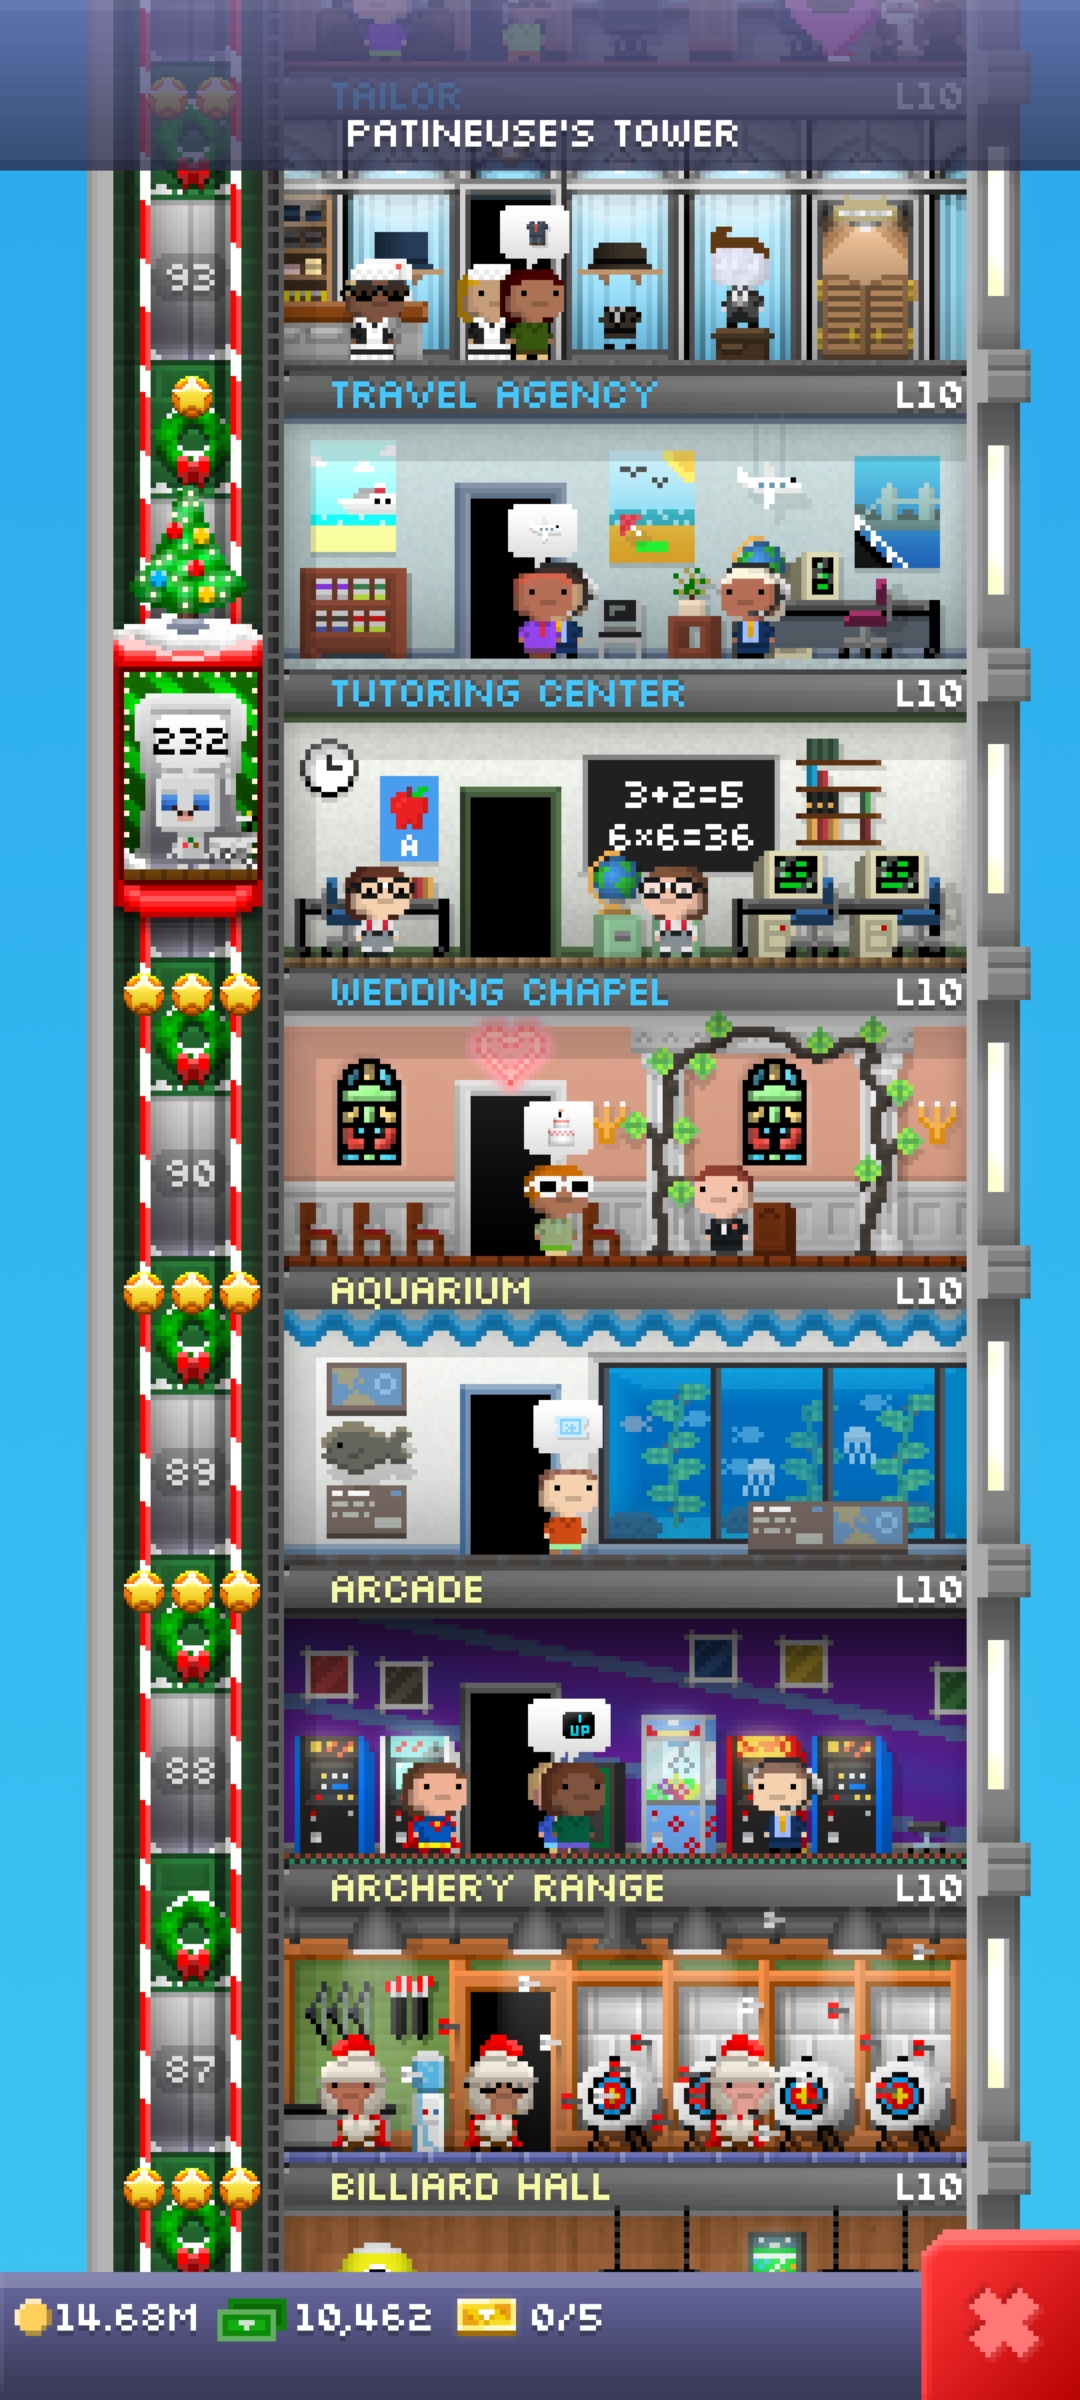 TAILOR L10
PATINEUSE'S TOWER
93
TRAVEL AGENCY L10
232
TUTORING CENTER L10
3+2=5
6×6=36
A
WEDDING CHAPEL L10
90
AQUARIUM L10
89
ARCADE L10
1
UP
88
ARCHERY RANGE L10
87
BILLIARD HALL L10
14.68M 10,462 0/5